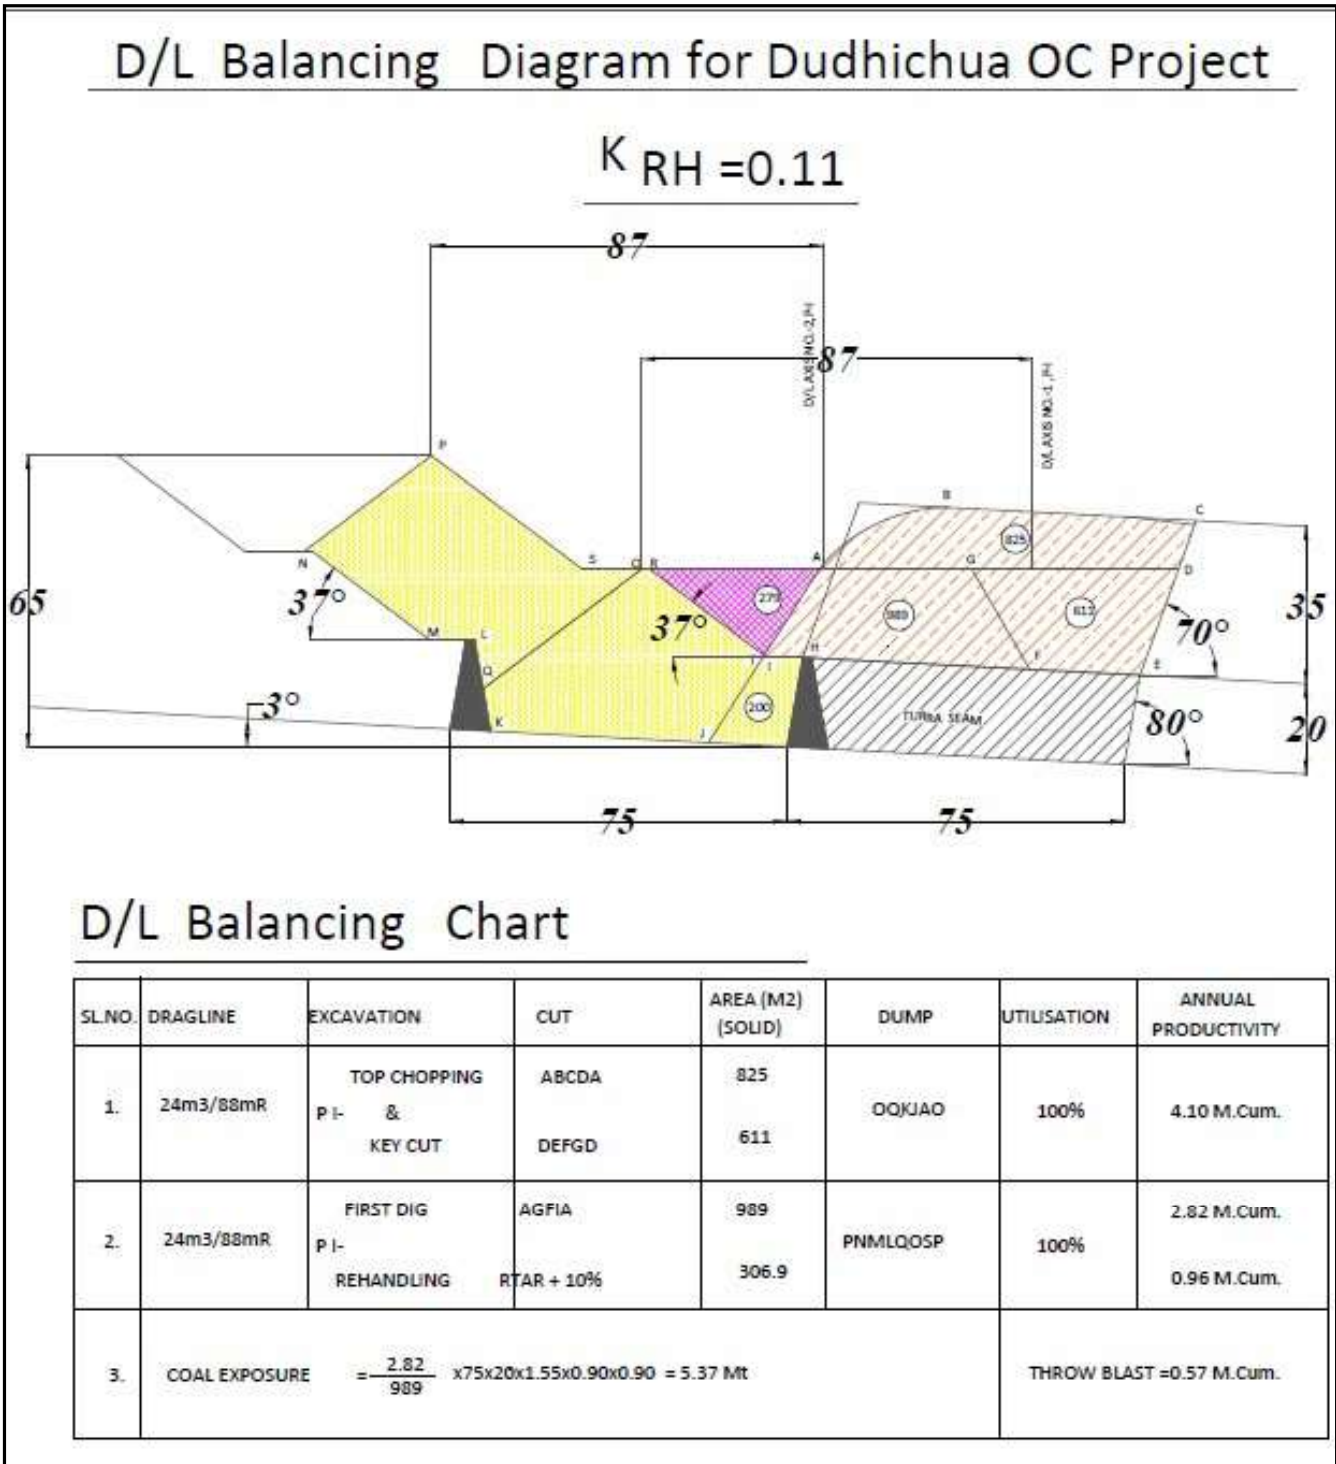 D/L Balancing Diagram for Dudhichua OC Project
K RH =0.11
87
D/L AXIS NO.-2,P-I
87
D/L AXIS NO.-1 ,P-I
P
B
C
825
N
S
O
R
A
G
D
65
37°
37°
279
989
611
35
70°
M
L
H
I
F
E
Q
3°
K
J
200
TURRA SEAM
80°
20
75
75
D/L Balancing Chart
SL.NO. DRAGLINE EXCAVATION CUT AREA (M2) (SOLID) DUMP UTILISATION ANNUAL PRODUCTIVITY
1. 24m3/88mR P I- TOP CHOPPING & KEY CUT ABCDA DEFGD 825 611 OQKJAO 100% 4.10 M.Cum.
2. 24m3/88mR P I- FIRST DIG REHANDLING AGFIA RTAR + 10% 989 306.9 PNMLQOSP 100% 2.82 M.Cum. 0.96 M.Cum.
3. COAL EXPOSURE = 2.82 / 989 x75x20x1.55x0.90x0.90 = 5.37 Mt THROW BLAST =0.57 M.Cum.